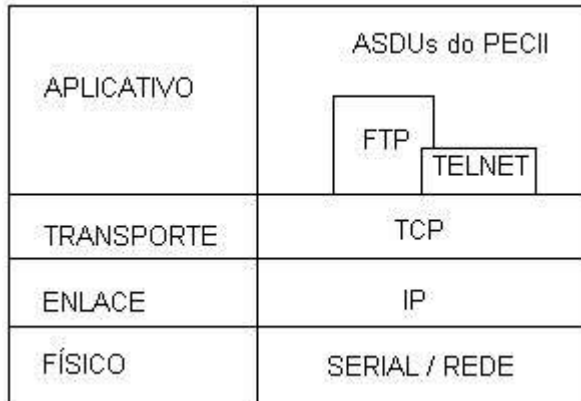 ASDUs do PECII
APLICATIVO
FTP
TELNET
TRANSPORTE TCP
ENLACE IP
FÍSICO SERIAL / REDE